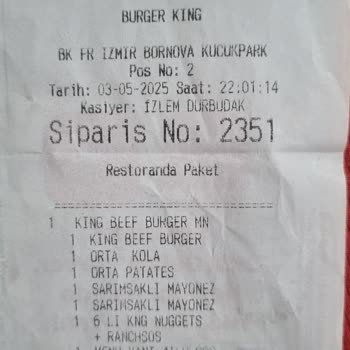 BURGER KING
BK FR IZMIR BORNOVA KUCUKPARK
Pos No: 2
Tarih: 03-05-2025 Saat: 22:01:14
Kasiyer: İZLEM DURBUDAK
Siparis No: 2351
Restoranda Paket
1 KING BEEF BURGER MN
1 KING BEEF BURGER
1 ORTA KOLA
1 ORTA PATATES
1 SARIMSAKLI MAYONEZ
1 SARIMSAKLI MAYONEZ
1 6 LI KNG NUGGETS
+ RANCHSOS
1